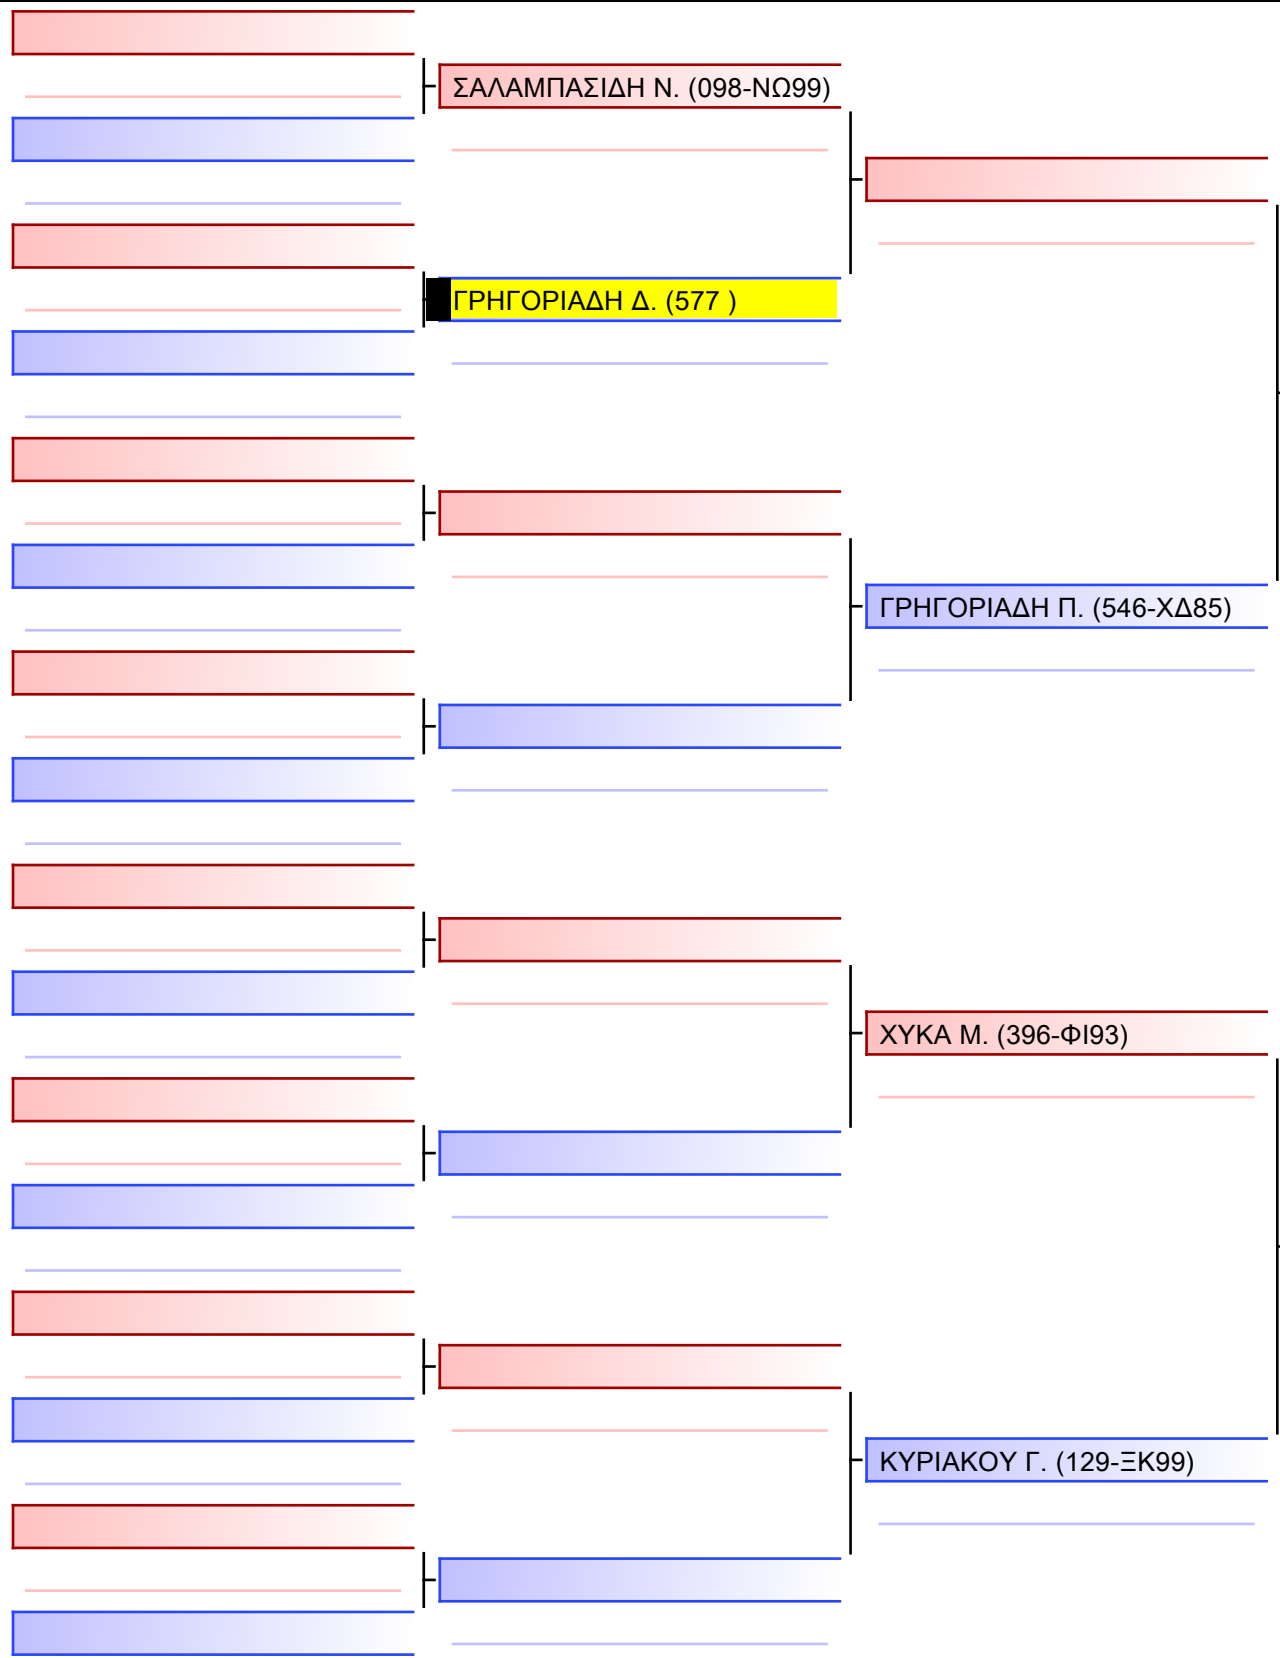 ΣΑΛΑΜΠΑΣΙΔΗ Ν. (098-ΝΩ99)
ΓΡΗΓΟΡΙΑΔΗ Δ. (577 )
ΓΡΗΓΟΡΙΑΔΗ Π. (546-ΧΔ85)
ΧΥΚΑ Μ. (396-ΦΙ93)
ΚΥΡΙΑΚΟΥ Γ. (129-ΞΚ99)